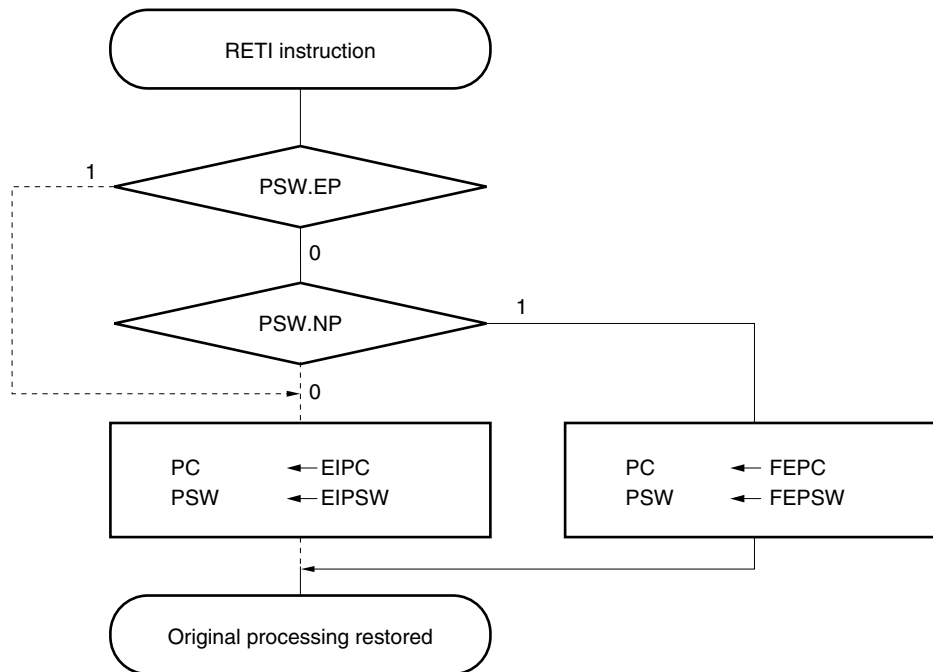 RETI instruction
1
PSW.EP
0
PSW.NP
1
0
PC ← EIPC
PSW ← EIPSW
PC ← FEPC
PSW ← FEPSW
Original processing restored